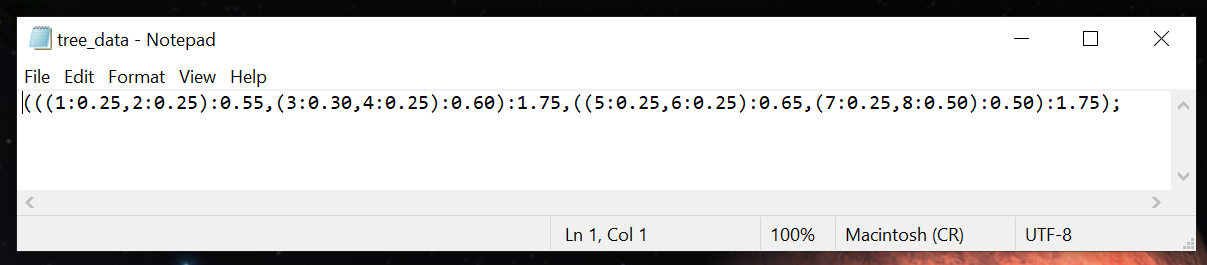 tree_data - Notepad
File Edit Format View Help
(((1:0.25,2:0.25):0.55,(3:0.30,4:0.25):0.60):1.75,((5:0.25,6:0.25):0.65,(7:0.25,8:0.50):0.50):1.75);
Ln 1, Col 1 100% Macintosh (CR) UTF-8